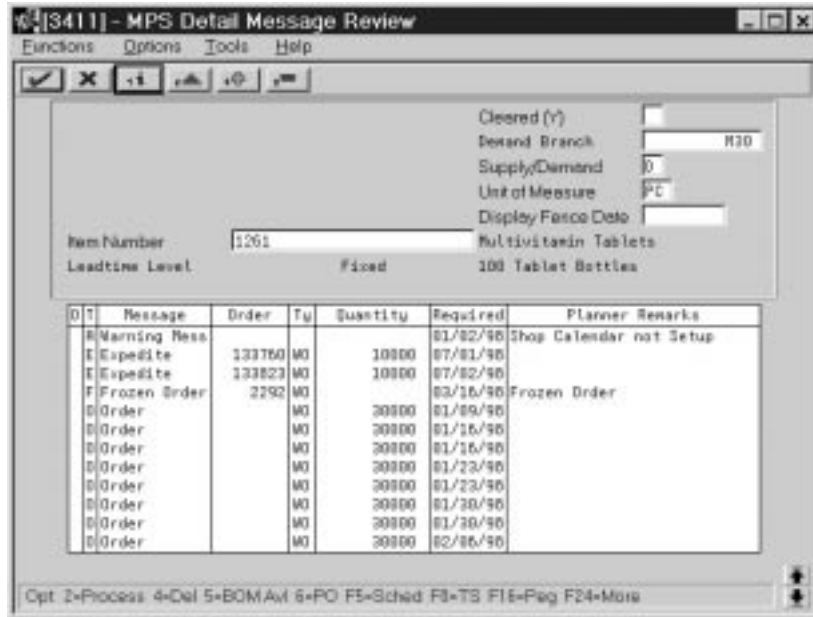 [3411] - MPS Detail Message Review
Functions Options Tools Help
Cleared (Y)
Demand Branch M30
Supply/Demand 0
Unit of Measure PC
Display Fence Date
Item Number 1261 Multivitamin Tablets
Leadtime Level Fixed 100 Tablet Bottles
O T Message Order Ty Quantity Required Planner Remarks
Warning Mess 01/02/98 Shop Calendar not Setup
E Expedite 133760 WO 10000 07/01/98
E Expedite 133823 WO 10000 07/02/98
F Frozen Order 2292 WO 03/16/98 Frozen Order
O Order WO 30000 01/09/98
O Order WO 30000 01/16/98
O Order WO 30000 01/16/98
O Order WO 30000 01/23/98
O Order WO 30000 01/23/98
O Order WO 30000 01/30/98
O Order WO 30000 01/30/98
O Order WO 30000 02/06/98
Opt 2=Process 4=Del 5=BOM Avl 6=PO F5=Sched F8=TS F16=Peg F24=More